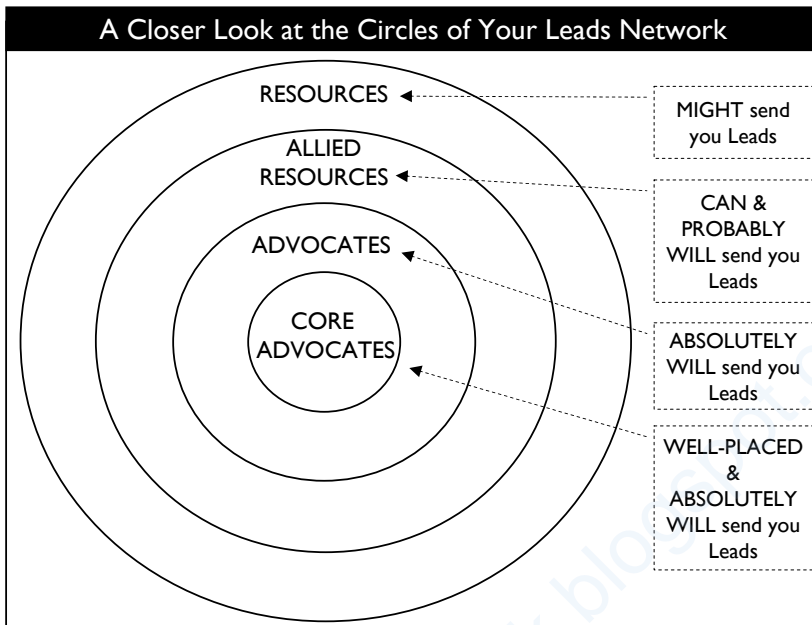 A Closer Look at the Circles of Your Leads Network
RESOURCES
MIGHT send
you Leads
ALLIED
RESOURCES
CAN &
PROBABLY
WILL send you
Leads
ADVOCATES
ABSOLUTELY
WILL send you
Leads
CORE
ADVOCATES
WELL-PLACED
&
ABSOLUTELY
WILL send you
Leads
blogspot.